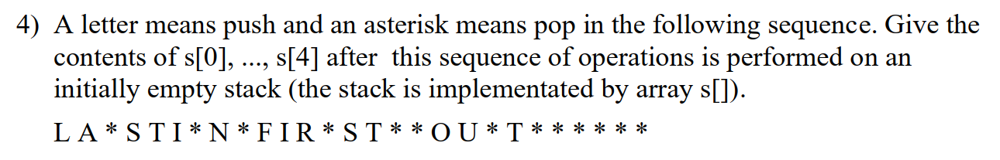 4) A letter means push and an asterisk means pop in the following sequence. Give the
contents of s[0], ..., s[4] after this sequence of operations is performed on an
initially empty stack (the stack is implementated by array s[]).
L A * S T I * N * F I R * S T * * O U * T * * * * * *